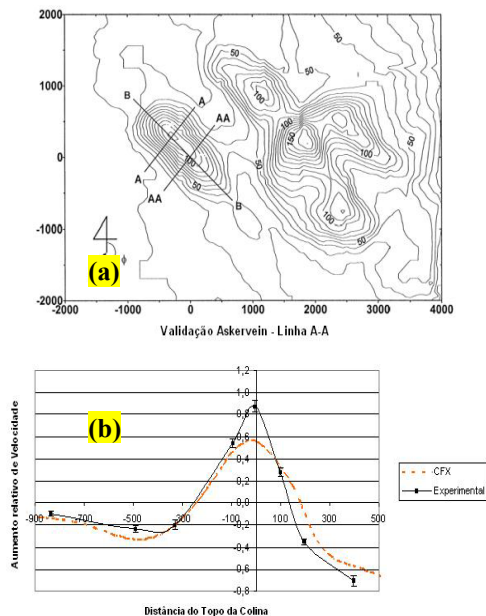 2000
1000
0
-1000
2000
-2000 -1000 0 1000 2000 3000 4000
50
50
50
50
50
50
50
100
100
100
100
150
100
B
A
AA
A
AA
B
ϕ
(a)
Validação Askervein - Linha A-A
(b)
Aumento relativo de Velocidade
1,2
1,0
0,8
0,6
0,4
0,2
0,0
-0,2
-0,4
-0,6
-0,8
-900 -700 -500 -300 -100 100 300 500
CFX
Experimental
Distância do Topo da Colina